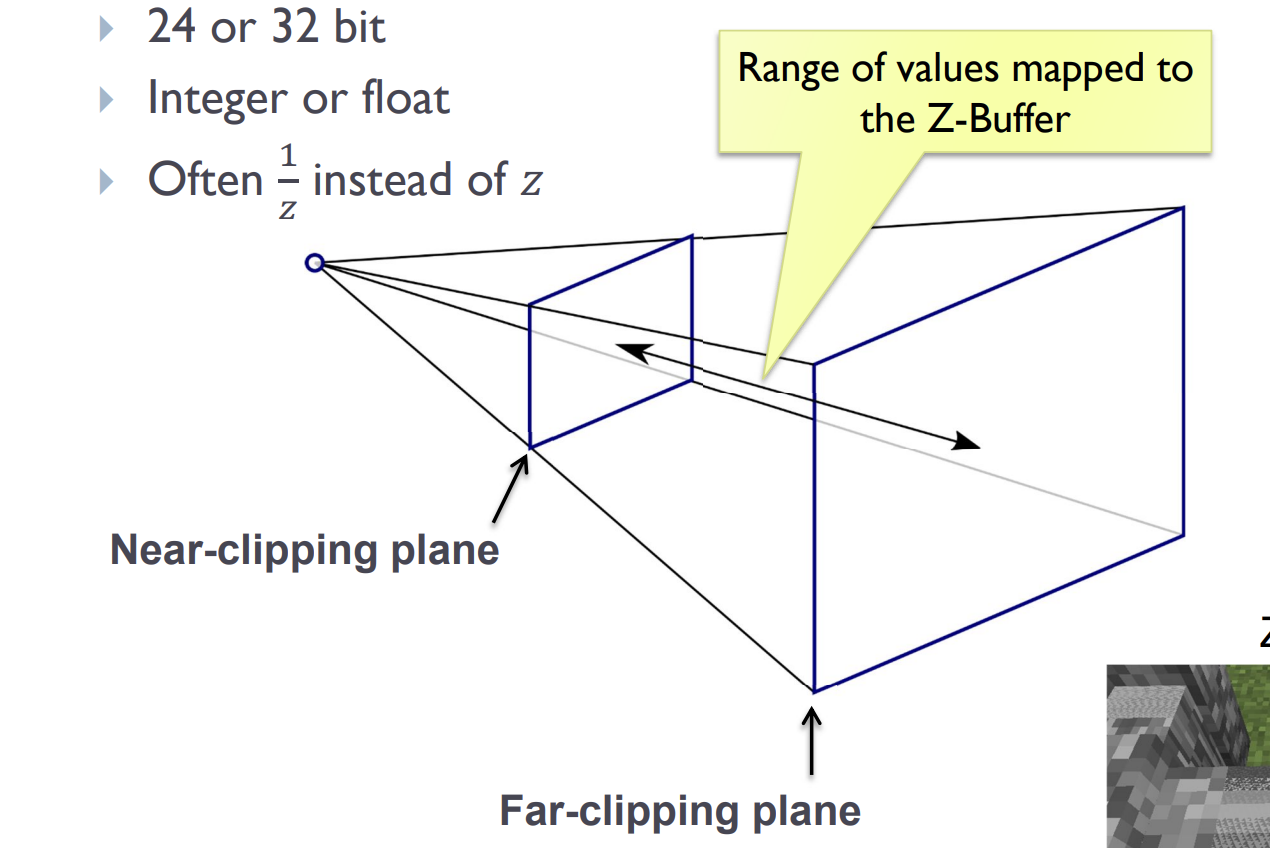 24 or 32 bit
Integer or float
Often 1/z instead of z
Range of values mapped to
the Z-Buffer
Near-clipping plane
Far-clipping plane